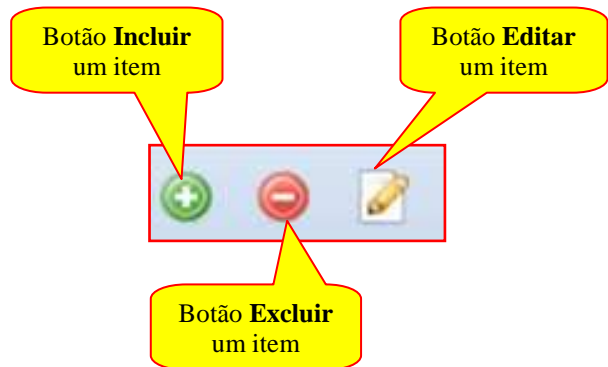 Botão Incluir
um item
Botão Editar
um item
Botão Excluir
um item